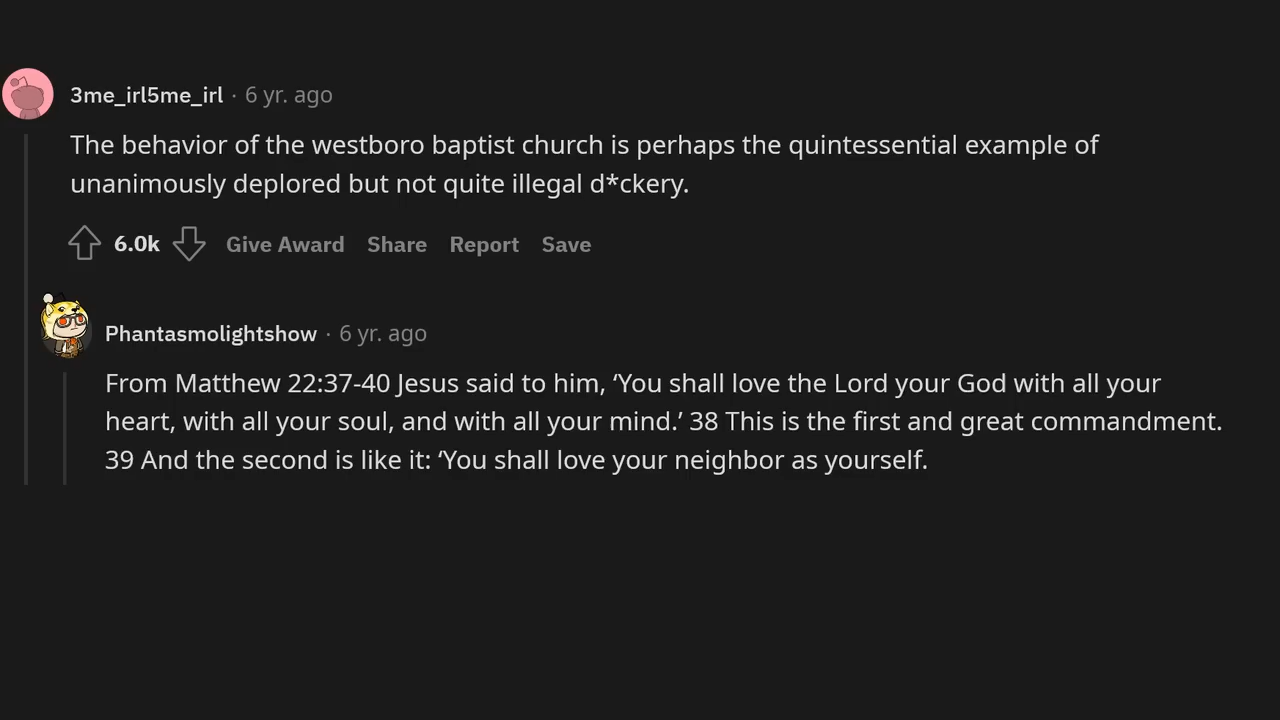 3me_irl5me_irl · 6 yr. ago
The behavior of the westboro baptist church is perhaps the quintessential example of
unanimously deplored but not quite illegal d*ckery.
6.0k Give Award Share Report Save
Phantasmolightshow · 6 yr. ago
From Matthew 22:37-40 Jesus said to him, ‘You shall love the Lord your God with all your
heart, with all your soul, and with all your mind.’ 38 This is the first and great commandment.
39 And the second is like it: ‘You shall love your neighbor as yourself.